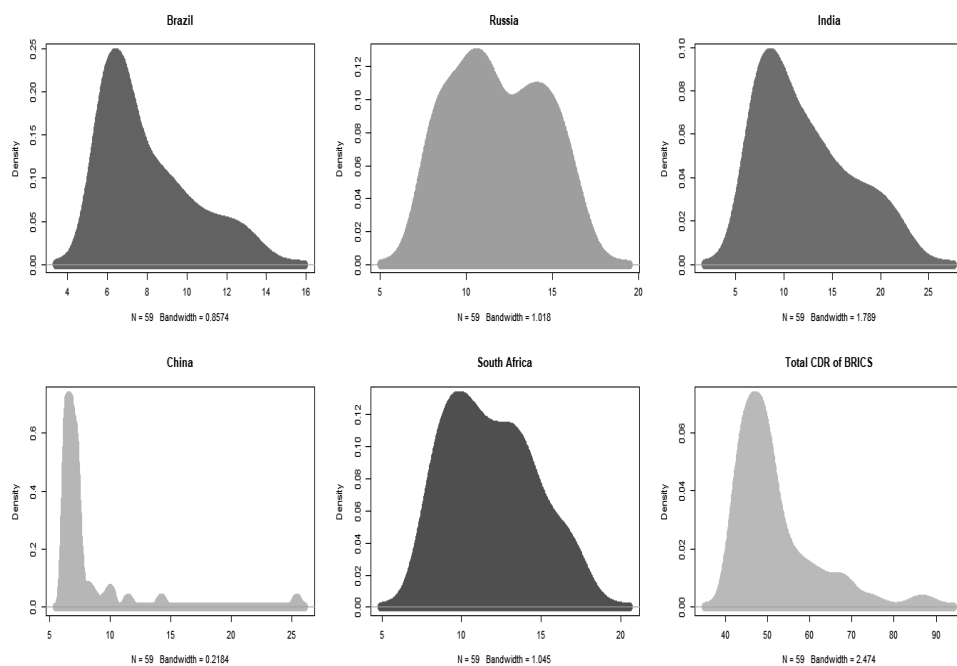 Brazil
Density
0.00
0.05
0.10
0.15
0.20
0.25
4 6 8 10 12 14 16
N = 59 Bandwidth = 0.8574
Russia
Density
0.00
0.02
0.04
0.06
0.08
0.10
0.12
5 10 15 20
N = 59 Bandwidth = 1.018
India
Density
0.00
0.02
0.04
0.06
0.08
0.10
5 10 15 20 25
N = 59 Bandwidth = 1.789
China
Density
0.0
0.2
0.4
0.6
5 10 15 20 25
N = 59 Bandwidth = 0.2184
South Africa
Density
0.00
0.02
0.04
0.06
0.08
0.10
0.12
5 10 15 20
N = 59 Bandwidth = 1.045
Total CDR of BRICS
Density
0.00
0.02
0.04
0.06
40 50 60 70 80 90
N = 59 Bandwidth = 2.474